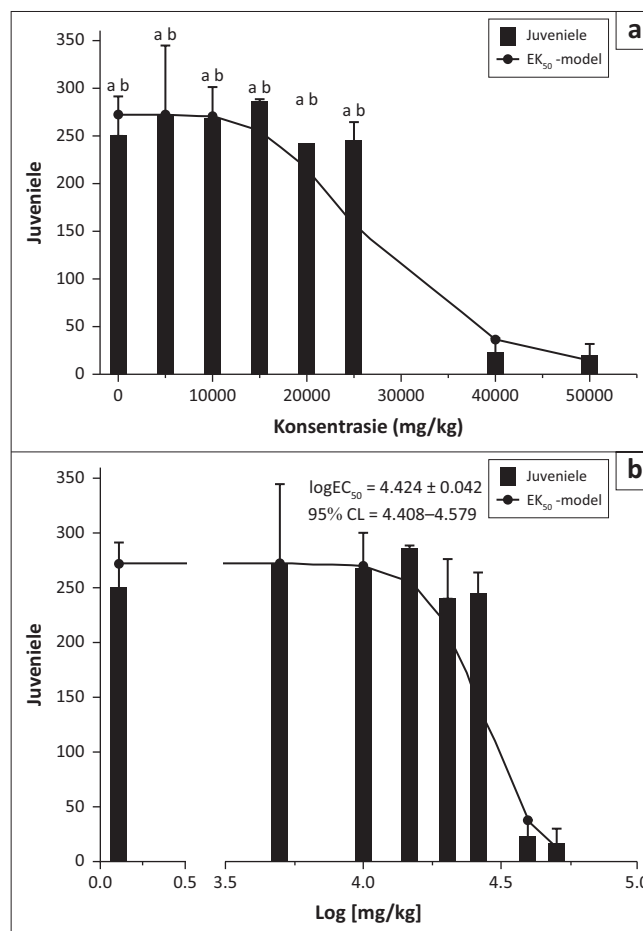 a
Juveniele
EK₅₀ -model
350
300
250
200
150
100
50
0
Juveniele
a b
a b
a b
a b
a b
a b
0
10000
20000
30000
40000
50000
Konsentrasie (mg/kg)
b
Juveniele
EK₅₀ -model
logEC₅₀ = 4.424 ± 0.042
95% CL = 4.408–4.579
350
300
250
200
150
100
50
0
Juveniele
0.0
0.5
3.5
4.0
4.5
5.0
Log [mg/kg]